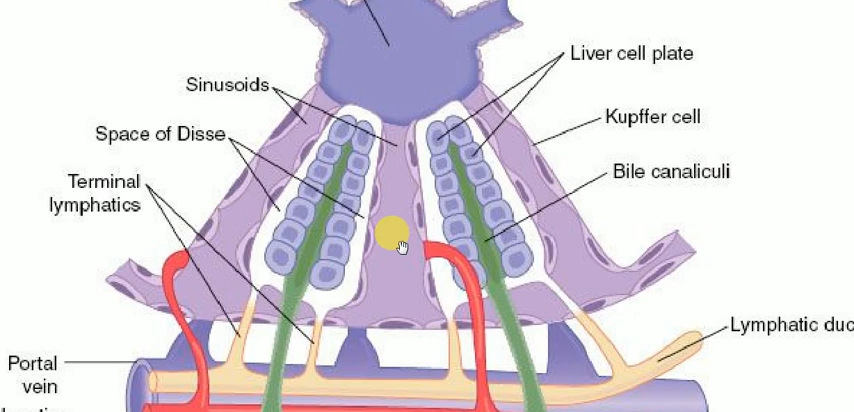 Liver cell plate
Sinusoids
Kupffer cell
Space of Disse
Bile canaliculi
Terminal
lymphatics
Lymphatic duc
Portal
vein